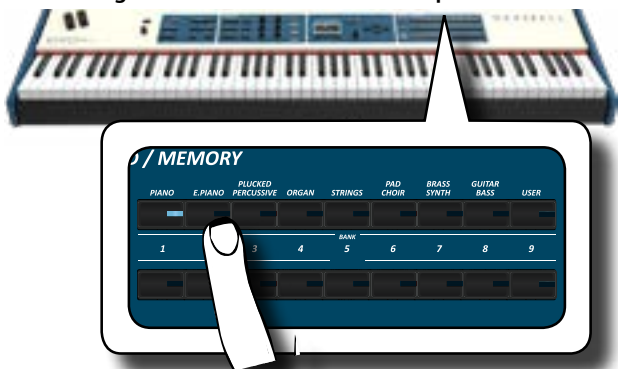 / MEMORY
PIANO E.PIANO PLUCKED PERCUSSIVE ORGAN STRINGS PAD CHOIR BRASS SYNTH GUITAR BASS USER
BANK
1 3 4 5 6 7 8 9